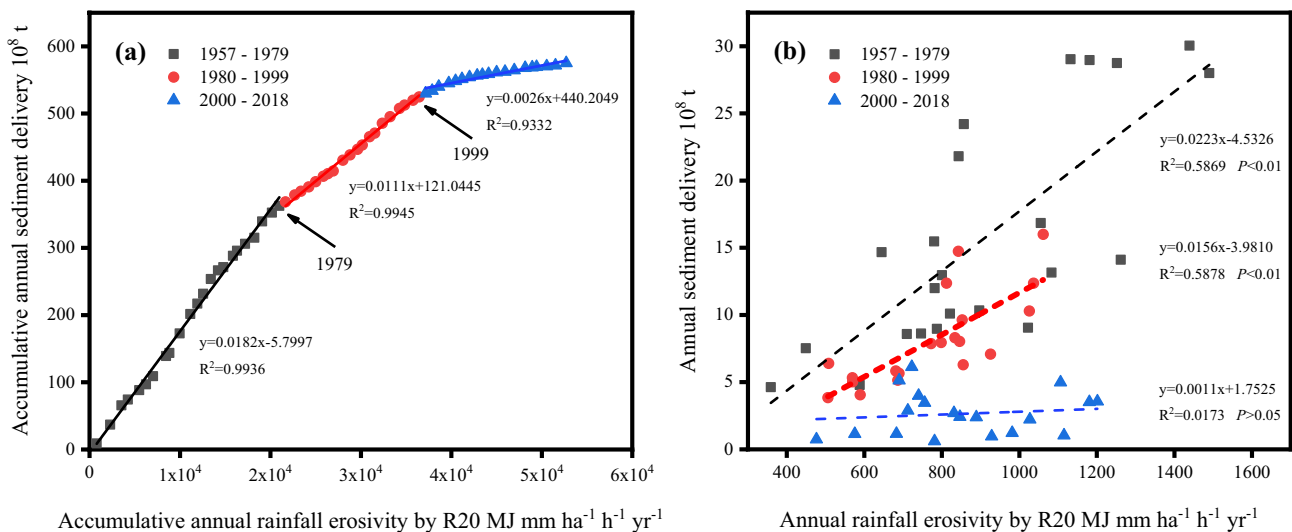 (a)
1957 - 1979
1980 - 1999
2000 - 2018
600
500
400
300
200
100
0
Accumulative annual sediment delivery 10⁸ t
y=0.0026x+440.2049
R²=0.9332
1999
y=0.0111x+121.0445
R²=0.9945
1979
y=0.0182x-5.7997
R²=0.9936
0
1x10⁴
2x10⁴
3x10⁴
4x10⁴
5x10⁴
6x10⁴
Accumulative annual rainfall erosivity by R20 MJ mm ha⁻¹ h⁻¹ yr⁻¹
(b)
1957 - 1979
1980 - 1999
2000 - 2018
30
25
20
15
10
5
0
Annual sediment delivery 10⁸ t
y=0.0223x-4.5326
R²=0.5869 P<0.01
y=0.0156x-3.9810
R²=0.5878 P<0.01
y=0.0011x+1.7525
R²=0.0173 P>0.05
400
600
800
1000
1200
1400
1600
Annual rainfall erosivity by R20 MJ mm ha⁻¹ h⁻¹ yr⁻¹